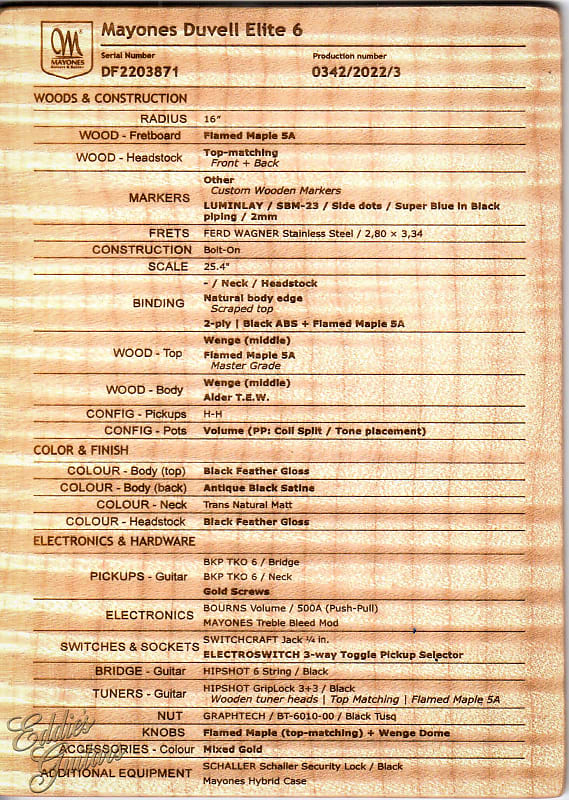 MAYONES
Guitars & Basses
Mayones Duvell Elite 6
Serial Number Production number
DF2203871 0342/2022/3
WOODS & CONSTRUCTION
RADIUS 16"
WOOD - Fretboard Flamed Maple 5A
WOOD - Headstock Top-matching
Front + Back
MARKERS Other
Custom Wooden Markers
LUMINLAY / SBM-23 / Side dots / Super Blue in Black
piping / 2mm
FRETS FERD WAGNER Stainless Steel / 2,80 × 3,34
CONSTRUCTION Bolt-On
SCALE 25.4"
BINDING - / Neck / Headstock
Natural body edge
Scraped top
2-ply | Black ABS + Flamed Maple 5A
WOOD - Top Wenge (middle)
Flamed Maple 5A
Master Grade
WOOD - Body Wenge (middle)
Alder T.E.W.
CONFIG - Pickups H-H
CONFIG - Pots Volume (PP: Coil Split / Tone placement)
COLOR & FINISH
COLOUR - Body (top) Black Feather Gloss
COLOUR - Body (back) Antique Black Satine
COLOUR - Neck Trans Natural Matt
COLOUR - Headstock Black Feather Gloss
ELECTRONICS & HARDWARE
PICKUPS - Guitar BKP TKO 6 / Bridge
BKP TKO 6 / Neck
Gold Screws
ELECTRONICS BOURNS Volume / 500A (Push-Pull)
MAYONES Treble Bleed Mod
SWITCHES & SOCKETS SWITCHCRAFT Jack ¼ in.
ELECTROSWITCH 3-way Toggle Pickup Selector
BRIDGE - Guitar HIPSHOT 6 String / Black
TUNERS - Guitar HIPSHOT GripLock 3+3 / Black
Wooden tuner heads | Top Matching | Flamed Maple 5A
NUT GRAPHTECH / BT-6010-00 / Black Tusq
KNOBS Flamed Maple (top-matching) + Wenge Dome
ACCESSORIES - Colour Mixed Gold
ADDITIONAL EQUIPMENT SCHALLER Schaller Security Lock / Black
Mayones Hybrid Case
Eddie's
Guitars